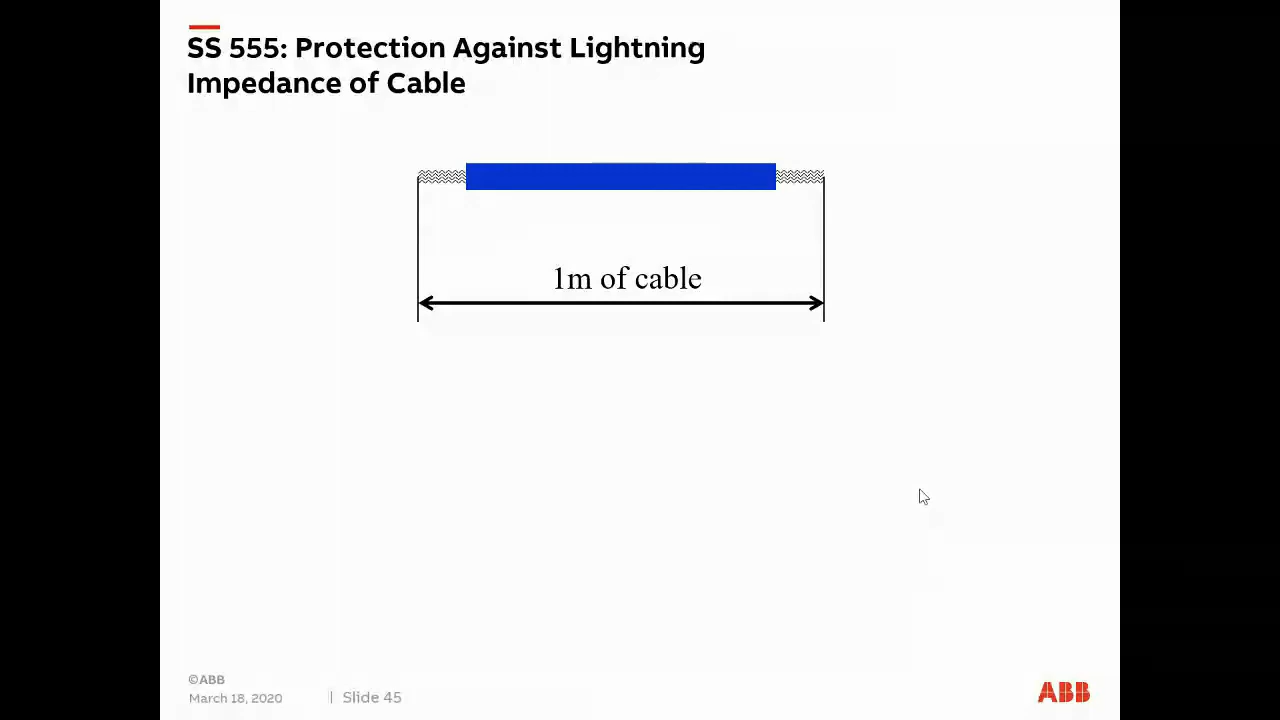 SS 555: Protection Against Lightning
Impedance of Cable
1m of cable
©ABB
March 18, 2020 | Slide 45
ABB